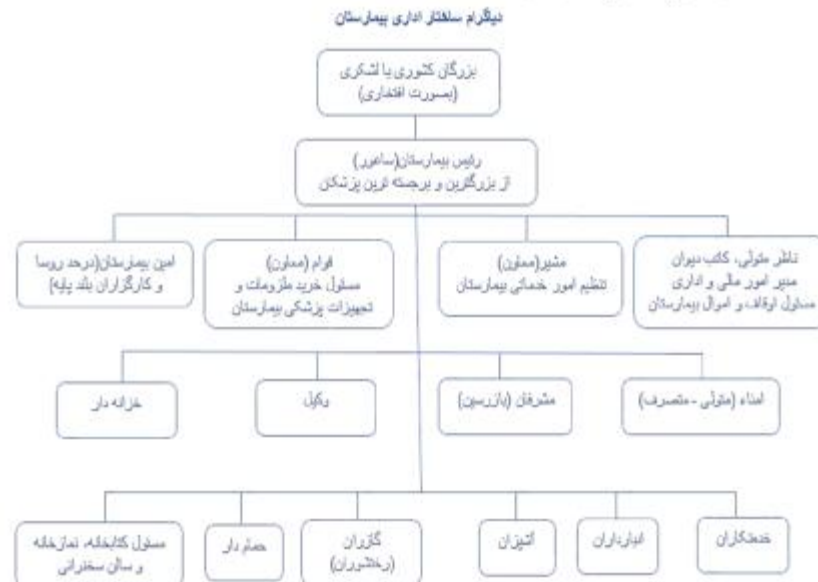 دیاگرام ساختار اداری بیمارستان
بزرگان کشوری یا لشکری
(بصورت افتخاری)
رئیس بیمارستان(ساعور)
از بزرگترین و برجسته ترین پزشکان
ناظر متولی، کاتب دیوان
مدیر امور مالی و اداری
مسئول اوقاف و اموال بیمارستان
مشیر(معاون)
تنظیم امور خدماتی بیمارستان
قوام (معاون)
مسئول خرید ملزومات و
تجهیزات پزشکی بیمارستان
امین بیمارستان(درحد روسا
و کارگزاران بلند پایه)
امناء (متولی - متصرف)
مشرفان (بازرسین)
وکیل
خزانه دار
خدمتکاران
انبارداران
آشپزان
گازران
(رختشوران)
حمام دار
مسئول کتابخانه، نمازخانه
و سالن سخنرانی